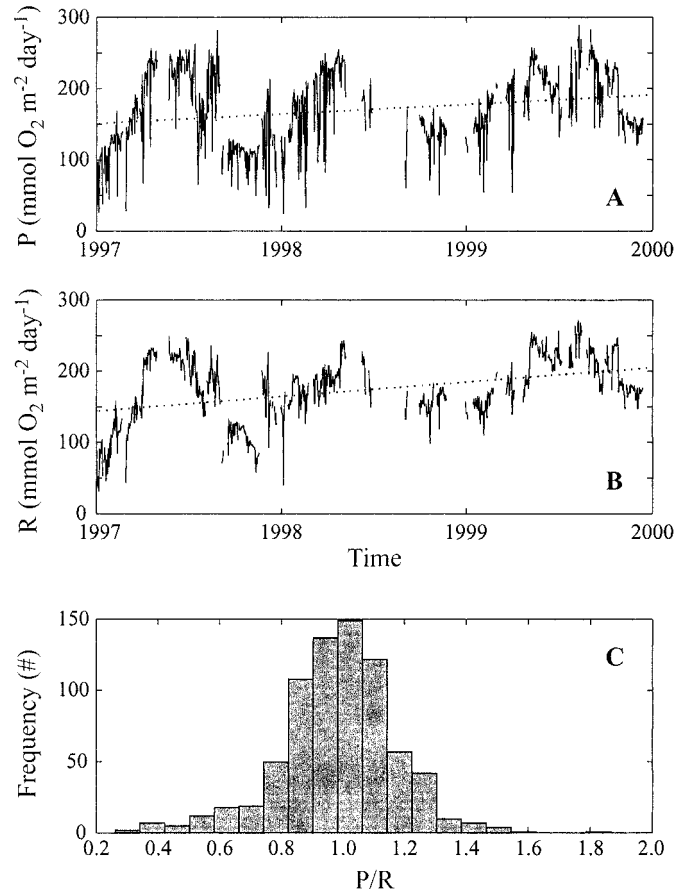 300
200
100
0
P (mmol O₂ m⁻² day⁻¹)
A
1997 1998 1999 2000
300
200
100
0
R (mmol O₂ m⁻² day⁻¹)
B
1997 1998 1999 2000
Time
150
100
50
0
Frequency (#)
C
0.2 0.4 0.6 0.8 1.0 1.2 1.4 1.6 1.8 2.0
P/R